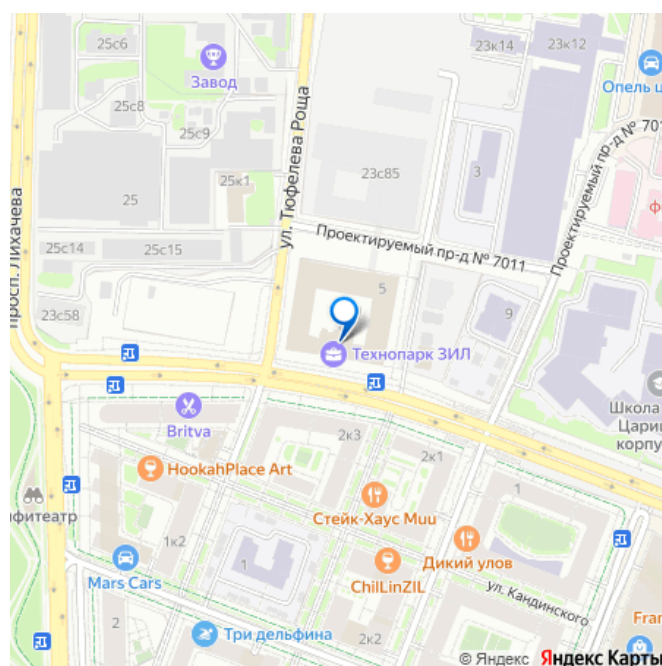 25с6
Завод
23к14
23к12
Опель ц
25с8
25с9
ул. Тюфелева Роща
23с85
3
Проектируемый пр-д № 701
25к1
25
просп. Лихачева
25с14
25с15
Проектируемый пр-д № 7011
5
23с58
9
Технопарк ЗИЛ
Школа
Цари
корпу
Britva
2к3
2к1
HookahPlace Art
Стейк-Хаус Muu
1
фитеатр
1к2
1
Дикий улов
Mars Cars
ChilLinZIL
ул. Кандинского
2
Три дельфина
2к2
Fran
© Яндекс Яндекс Карты